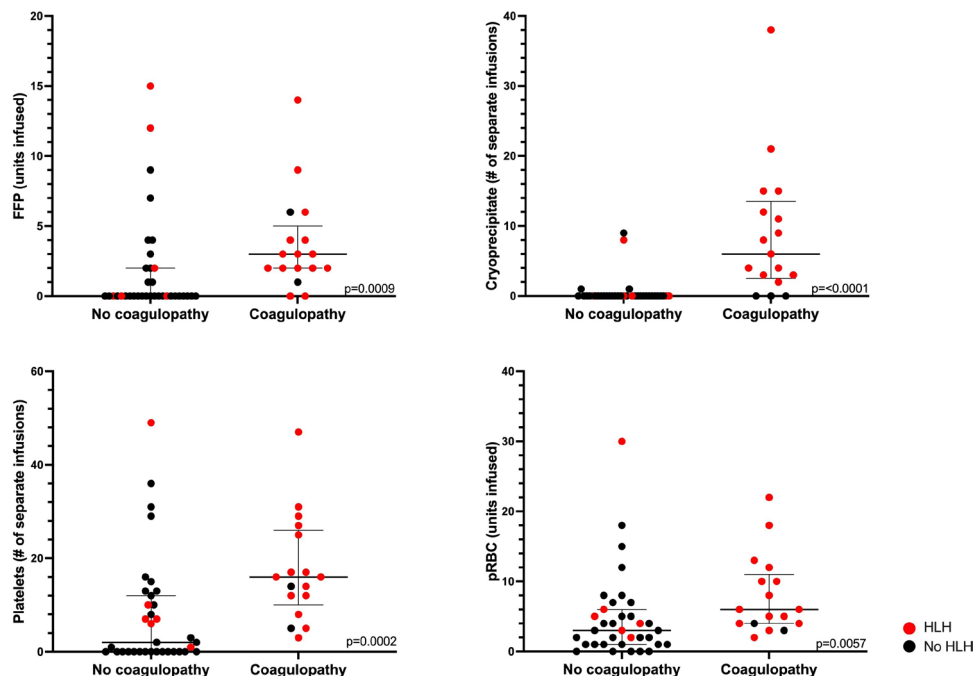 FFP (units infused)
20
15
10
5
0
No coagulopathy
Coagulopathy
p=0.0009
Cryoprecipitate (# of separate infusions)
40
30
20
10
0
No coagulopathy
Coagulopathy
p=<0.0001
Platelets (# of separate infusions)
60
40
20
0
No coagulopathy
Coagulopathy
p=0.0002
pRBC (units infused)
40
30
20
10
0
No coagulopathy
Coagulopathy
p=0.0057
HLH
No HLH